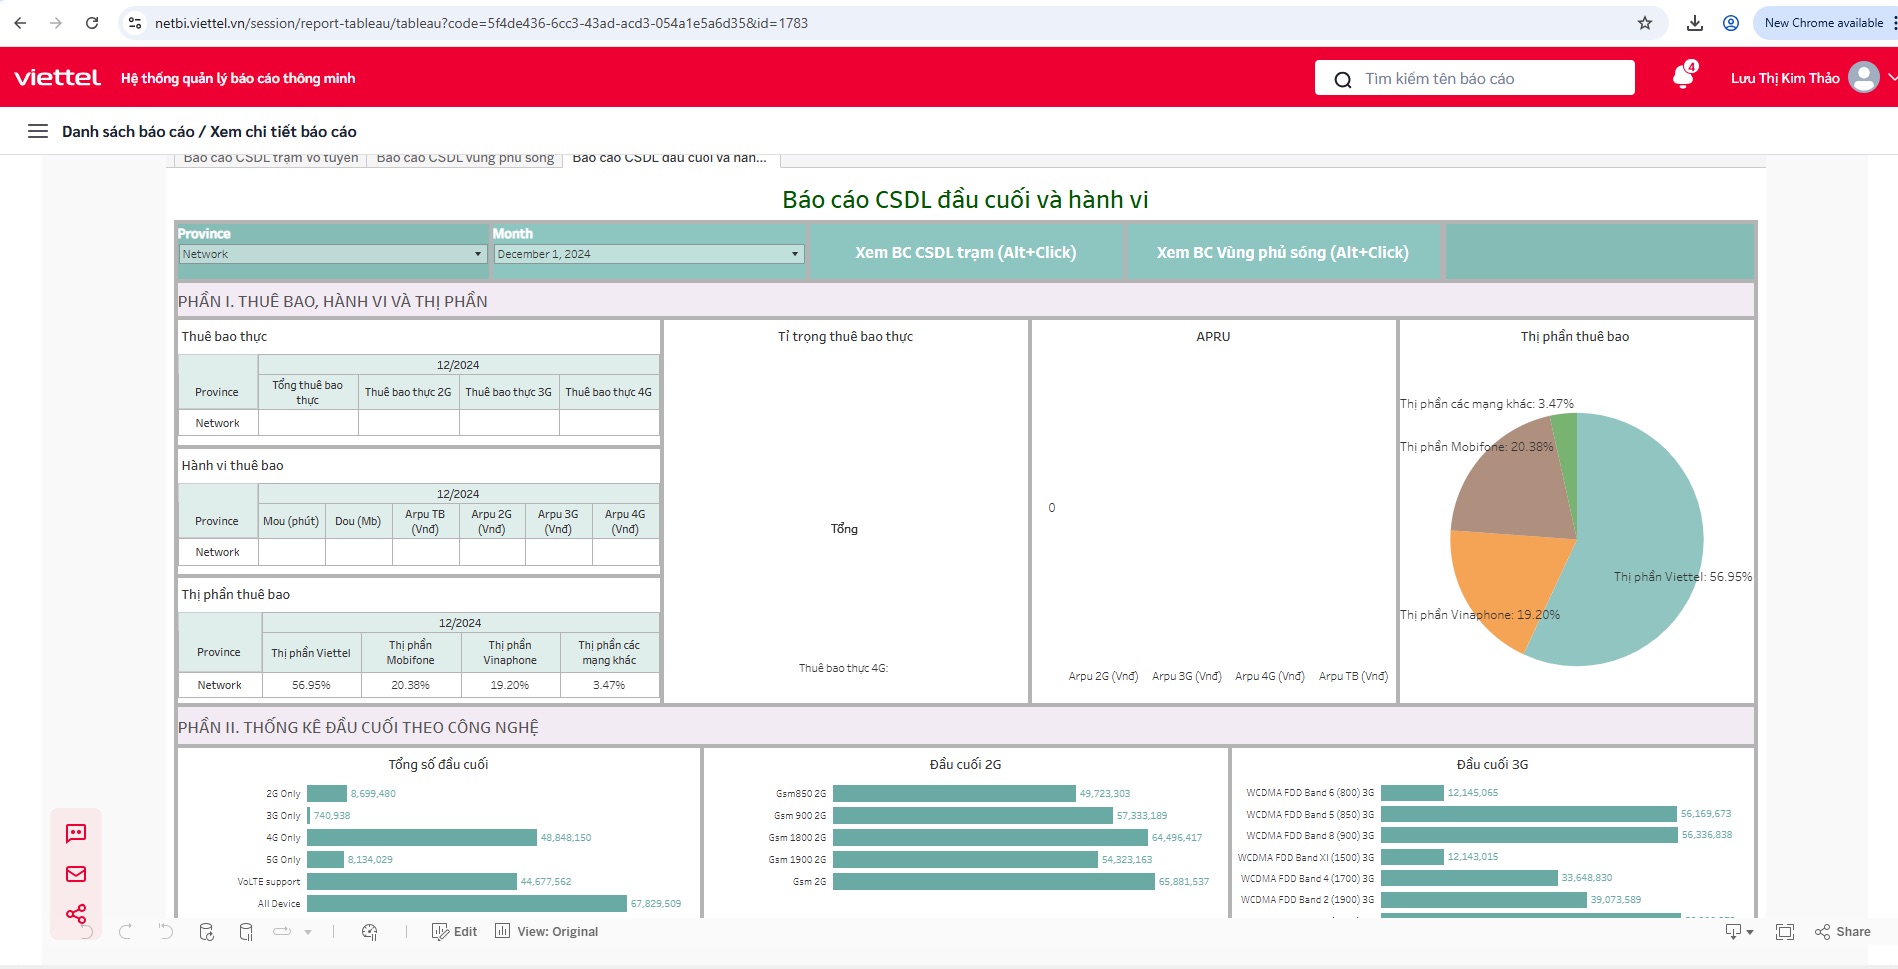 netbi.viettel.vn/session/report-tableau/tableau?code=5f4de436-6cc3-43ad-acd3-054a1e5a6d35&id=1783
New Chrome available
viettel
Hệ thống quản lý báo cáo thông minh
Tìm kiếm tên báo cáo
4
Lưu Thị Kim Thảo
Danh sách báo cáo / Xem chi tiết báo cáo
Báo cáo CSDL trạm vô tuyến
Báo cáo CSDL vùng phủ sóng
Báo cáo CSDL đầu cuối và hàn...
Báo cáo CSDL đầu cuối và hành vi
Province
Network
Month
December 1, 2024
Xem BC CSDL trạm (Alt+Click)
Xem BC Vùng phủ sóng (Alt+Click)
PHẦN I. THUÊ BAO, HÀNH VI VÀ THỊ PHẦN
Thuê bao thực
12/2024
Province
Tổng thuê bao
thực
Thuê bao thực 2G
Thuê bao thực 3G
Thuê bao thực 4G
Network
Hành vi thuê bao
12/2024
Province
Mou (phút)
Dou (Mb)
Arpu TB
(Vnđ)
Arpu 2G
(Vnđ)
Arpu 3G
(Vnđ)
Arpu 4G
(Vnđ)
Network
Thị phần thuê bao
12/2024
Province
Thị phần Viettel
Thị phần
Mobifone
Thị phần
Vinaphone
Thị phần các
mạng khác
Network
56.95%
20.38%
19.20%
3.47%
Tỉ trọng thuê bao thực
Tổng
Thuê bao thực 4G:
APRU
0
Arpu 2G (Vnđ)
Arpu 3G (Vnđ)
Arpu 4G (Vnđ)
Arpu TB (Vnđ)
Thị phần thuê bao
Thị phần các mạng khác: 3.47%
Thị phần Mobifone: 20.38%
Thị phần Viettel: 56.95%
Thị phần Vinaphone: 19.20%
PHẦN II. THỐNG KÊ ĐẦU CUỐI THEO CÔNG NGHỆ
Tổng số đầu cuối
2G Only 8,699,480
3G Only 740,938
4G Only 48,848,150
5G Only 8,134,029
VoLTE support 44,677,562
All Device 67,829,509
Đầu cuối 2G
Gsm850 2G 49,723,303
Gsm 900 2G 57,333,189
Gsm 1800 2G 64,496,417
Gsm 1900 2G 54,323,163
Gsm 2G 65,881,537
Đầu cuối 3G
WCDMA FDD Band 6 (800) 3G 12,145,065
WCDMA FDD Band 5 (850) 3G 56,169,673
WCDMA FDD Band 8 (900) 3G 56,336,838
WCDMA FDD Band XI (1500) 3G 12,143,015
WCDMA FDD Band 4 (1700) 3G 33,648,830
WCDMA FDD Band 2 (1900) 3G 39,073,589
Edit
View: Original
Share